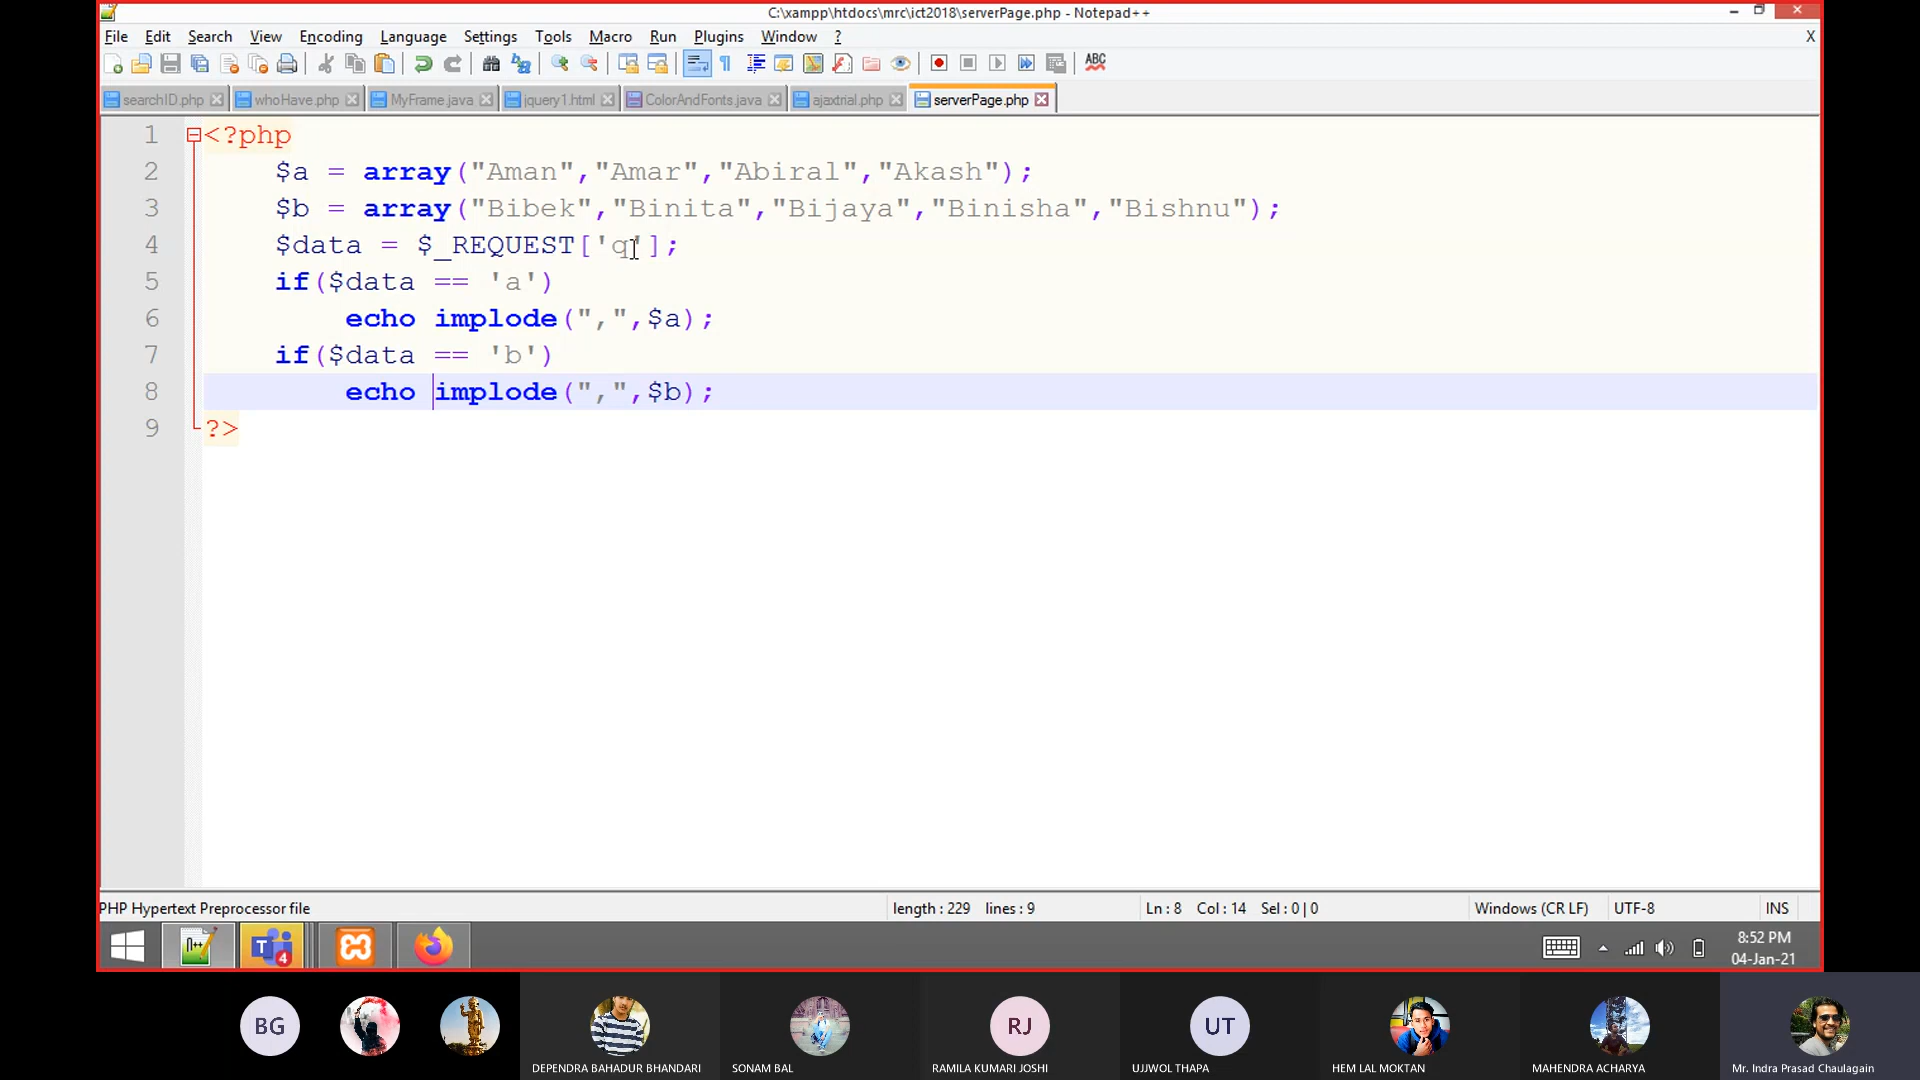 C:\xampp\htdocs\mrc\ict2018\serverPage.php - Notepad++
File Edit Search View Encoding Language Settings Tools Macro Run Plugins Window ? X
ABC
searchID.php whoHave.php MyFrame.java jquery1.html ColorAndFonts.java ajaxtrial.php serverPage.php
1 <?php
2 $a = array("Aman","Amar","Abiral","Akash");
3 $b = array("Bibek","Binita","Bijaya","Binisha","Bishnu");
4 $data = $_REQUEST['q'];
5 if($data == 'a')
6 echo implode(",",$a);
7 if($data == 'b')
8 echo implode(",",$b);
9 ?>
PHP Hypertext Preprocessor file length : 229 lines : 9 Ln : 8 Col : 14 Sel : 0 | 0 Windows (CR LF) UTF-8 INS
T 4
8:52 PM
04-Jan-21
BG RJ UT
DEPENDRA BAHADUR BHANDARI SONAM BAL RAMILA KUMARI JOSHI UJJWOL THAPA HEM LAL MOKTAN MAHENDRA ACHARYA Mr. Indra Prasad Chaulagain